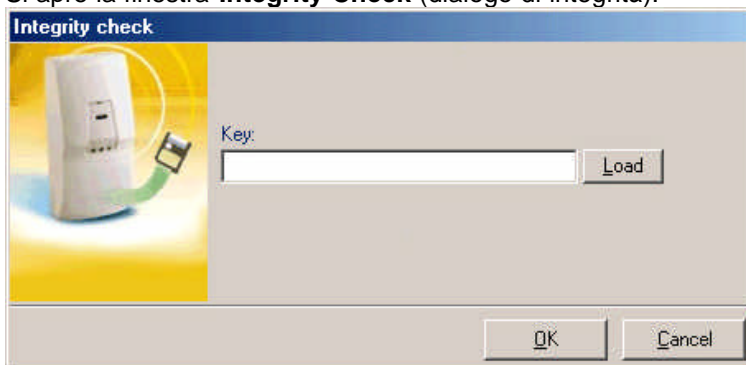 Si apre la finestra Integrity Check (dialogo di integrità).
Integrity check
Key:
Load
OK
Cancel